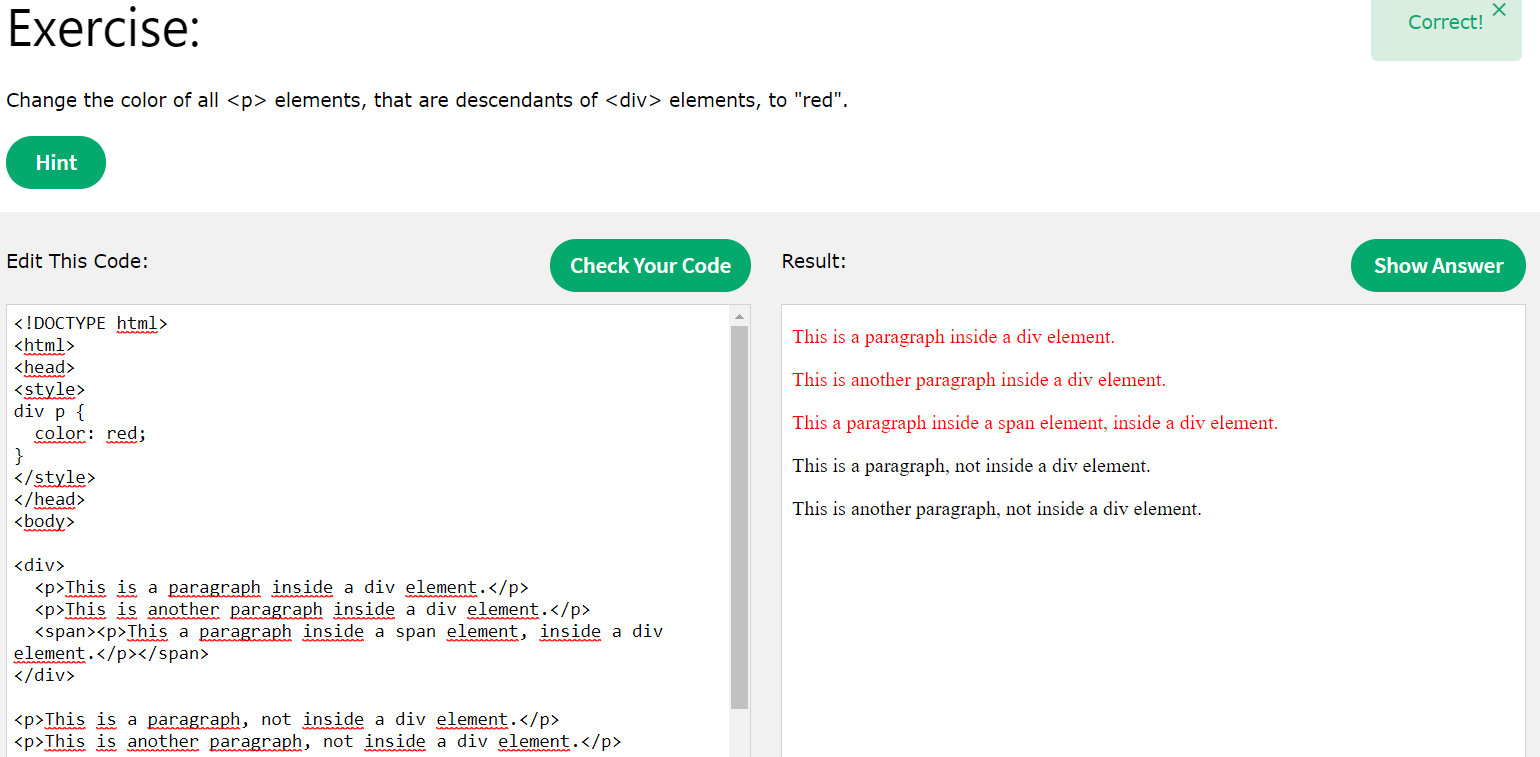 Exercise:
Correct!
×
Change the color of all <p> elements, that are descendants of <div> elements, to "red".
Hint
Edit This Code:
Check Your Code
Result:
Show Answer
<!DOCTYPE html>
<html>
<head>
<style>
div p {
  color: red;
}
</style>
</head>
<body>

<div>
  <p>This is a paragraph inside a div element.</p>
  <p>This is another paragraph inside a div element.</p>
  <span><p>This a paragraph inside a span element, inside a div
element.</p></span>
</div>

<p>This is a paragraph, not inside a div element.</p>
<p>This is another paragraph, not inside a div element.</p>
This is a paragraph inside a div element.
This is another paragraph inside a div element.
This a paragraph inside a span element, inside a div element.
This is a paragraph, not inside a div element.
This is another paragraph, not inside a div element.